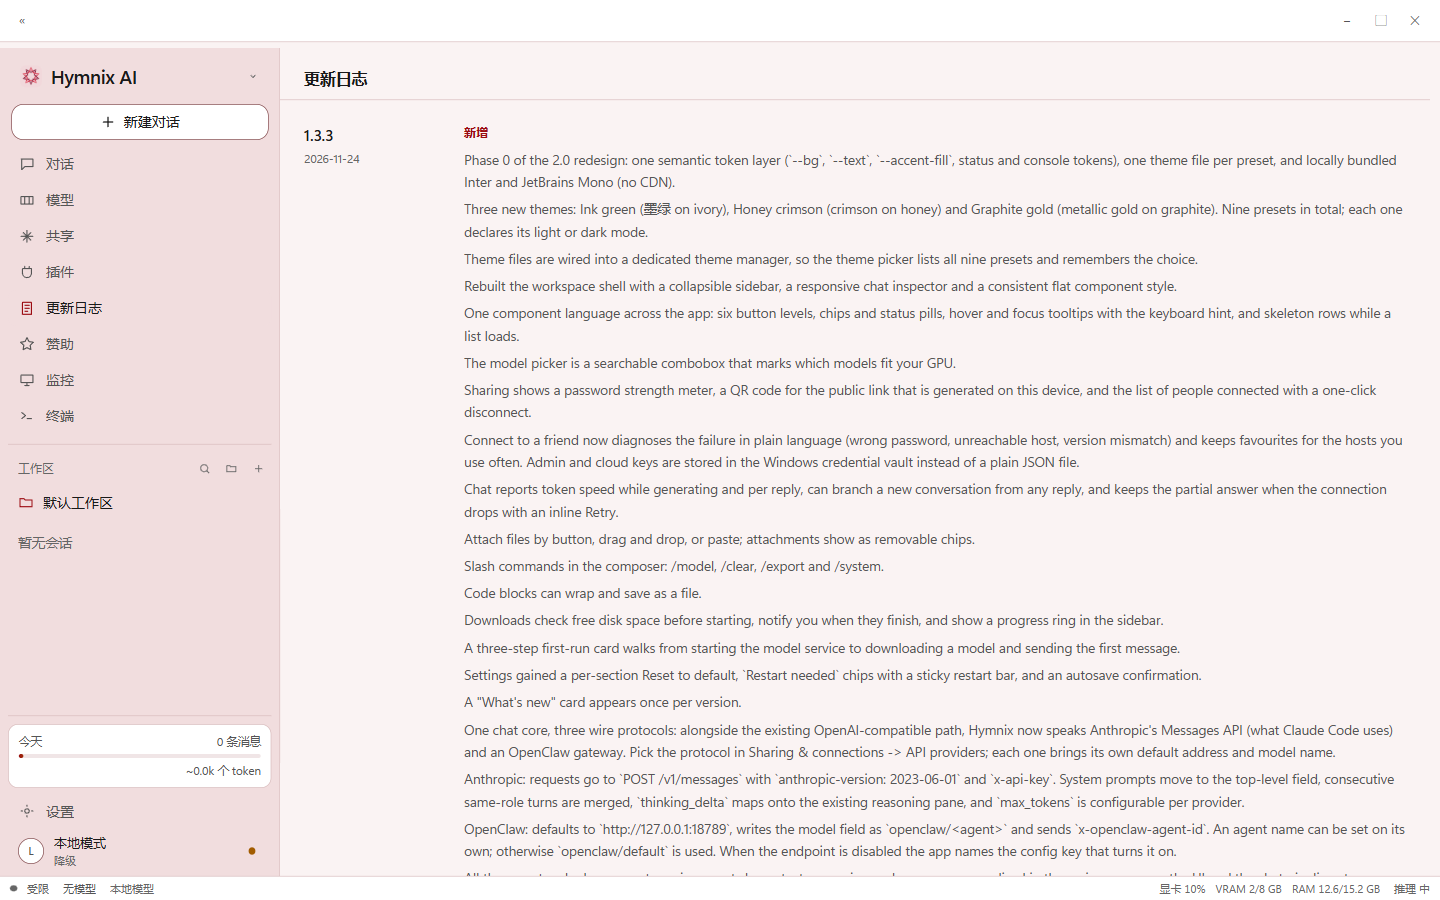 «
Hymnix AI
新建对话
对话
模型
共享
插件
更新日志
赞助
监控
终端
工作区
默认工作区
暂无会话
今天 0 条消息
~0.0k 个 token
设置
L
本地模式
降级
更新日志
1.3.3
2026-11-24
新增
Phase 0 of the 2.0 redesign: one semantic token layer (`--bg`, `--text`, `--accent-fill`, status and console tokens), one theme file per preset, and locally bundled
Inter and JetBrains Mono (no CDN).
Three new themes: Ink green (墨绿 on ivory), Honey crimson (crimson on honey) and Graphite gold (metallic gold on graphite). Nine presets in total; each one
declares its light or dark mode.
Theme files are wired into a dedicated theme manager, so the theme picker lists all nine presets and remembers the choice.
Rebuilt the workspace shell with a collapsible sidebar, a responsive chat inspector and a consistent flat component style.
One component language across the app: six button levels, chips and status pills, hover and focus tooltips with the keyboard hint, and skeleton rows while a
list loads.
The model picker is a searchable combobox that marks which models fit your GPU.
Sharing shows a password strength meter, a QR code for the public link that is generated on this device, and the list of people connected with a one-click
disconnect.
Connect to a friend now diagnoses the failure in plain language (wrong password, unreachable host, version mismatch) and keeps favourites for the hosts you
use often. Admin and cloud keys are stored in the Windows credential vault instead of a plain JSON file.
Chat reports token speed while generating and per reply, can branch a new conversation from any reply, and keeps the partial answer when the connection
drops with an inline Retry.
Attach files by button, drag and drop, or paste; attachments show as removable chips.
Slash commands in the composer: /model, /clear, /export and /system.
Code blocks can wrap and save as a file.
Downloads check free disk space before starting, notify you when they finish, and show a progress ring in the sidebar.
A three-step first-run card walks from starting the model service to downloading a model and sending the first message.
Settings gained a per-section Reset to default, `Restart needed` chips with a sticky restart bar, and an autosave confirmation.
A "What's new" card appears once per version.
One chat core, three wire protocols: alongside the existing OpenAI-compatible path, Hymnix now speaks Anthropic's Messages API (what Claude Code uses)
and an OpenClaw gateway. Pick the protocol in Sharing & connections -> API providers; each one brings its own default address and model name.
Anthropic: requests go to `POST /v1/messages` with `anthropic-version: 2023-06-01` and `x-api-key`. System prompts move to the top-level field, consecutive
same-role turns are merged, `thinking_delta` maps onto the existing reasoning pane, and `max_tokens` is configurable per provider.
OpenClaw: defaults to `http://127.0.0.1:18789`, writes the model field as `openclaw/<agent>` and sends `x-openclaw-agent-id`. An agent name can be set on its
own; otherwise `openclaw/default` is used. When the endpoint is disabled the app names the config key that turns it on.
受限 无模型 本地模型
显卡 10% VRAM 2/8 GB RAM 12.6/15.2 GB 推理 中